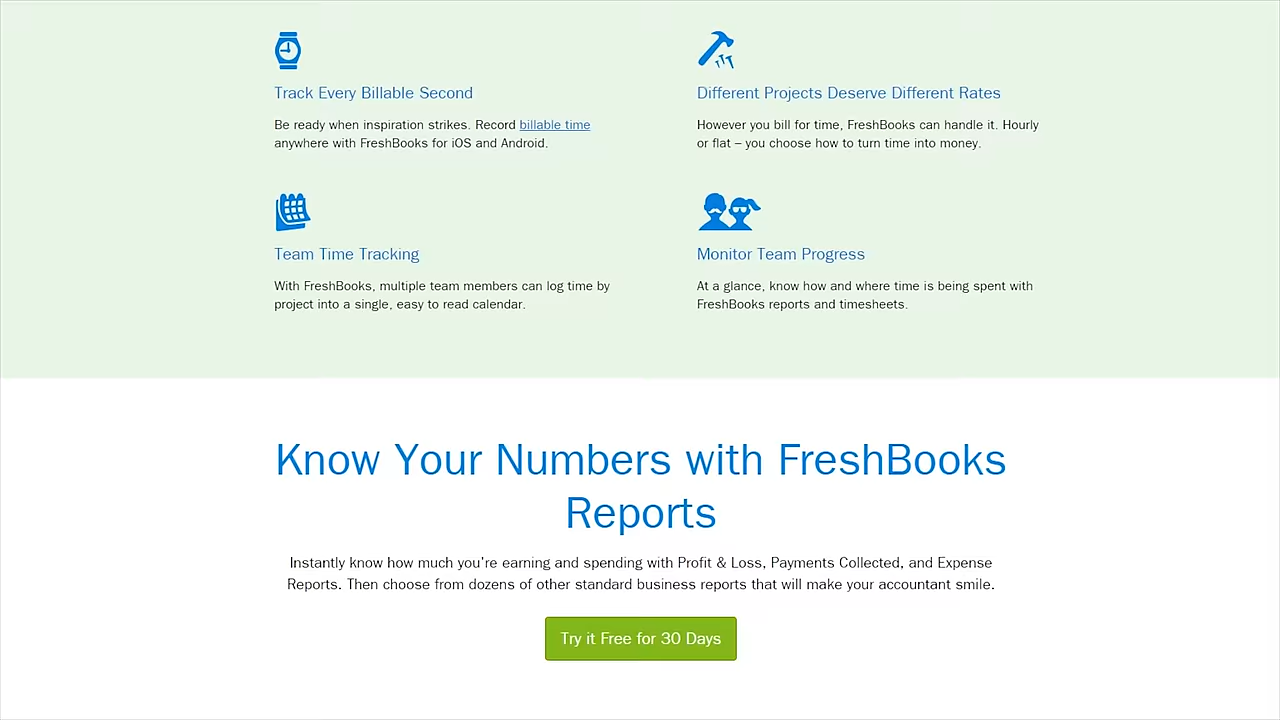 Track Every Billable Second
Be ready when inspiration strikes. Record billable time
anywhere with FreshBooks for iOS and Android.
Different Projects Deserve Different Rates
However you bill for time, FreshBooks can handle it. Hourly
or flat – you choose how to turn time into money.
Team Time Tracking
With FreshBooks, multiple team members can log time by
project into a single, easy to read calendar.
Monitor Team Progress
At a glance, know how and where time is being spent with
FreshBooks reports and timesheets.
Know Your Numbers with FreshBooks
Reports
Instantly know how much you're earning and spending with Profit & Loss, Payments Collected, and Expense
Reports. Then choose from dozens of other standard business reports that will make your accountant smile.
Try it Free for 30 Days